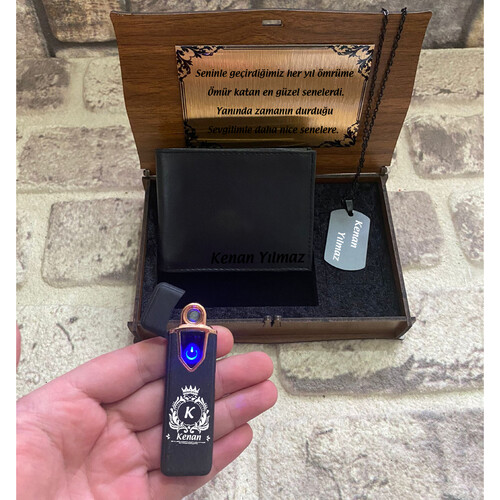 Seninle geçirdiğimiz her yıl ömrüme
Ömür katan en güzel senelerdi.
Yanında zamanın durduğu
Sevgilimle daha nice senelere.
Kenan Yılmaz
Kenan
Yılmaz
K
Kenan